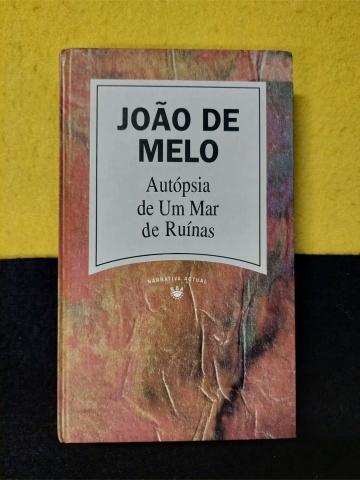 JOÃO DE
MELO
Autópsia
de Um Mar
de Ruínas
NARRATIVA ACTUAL